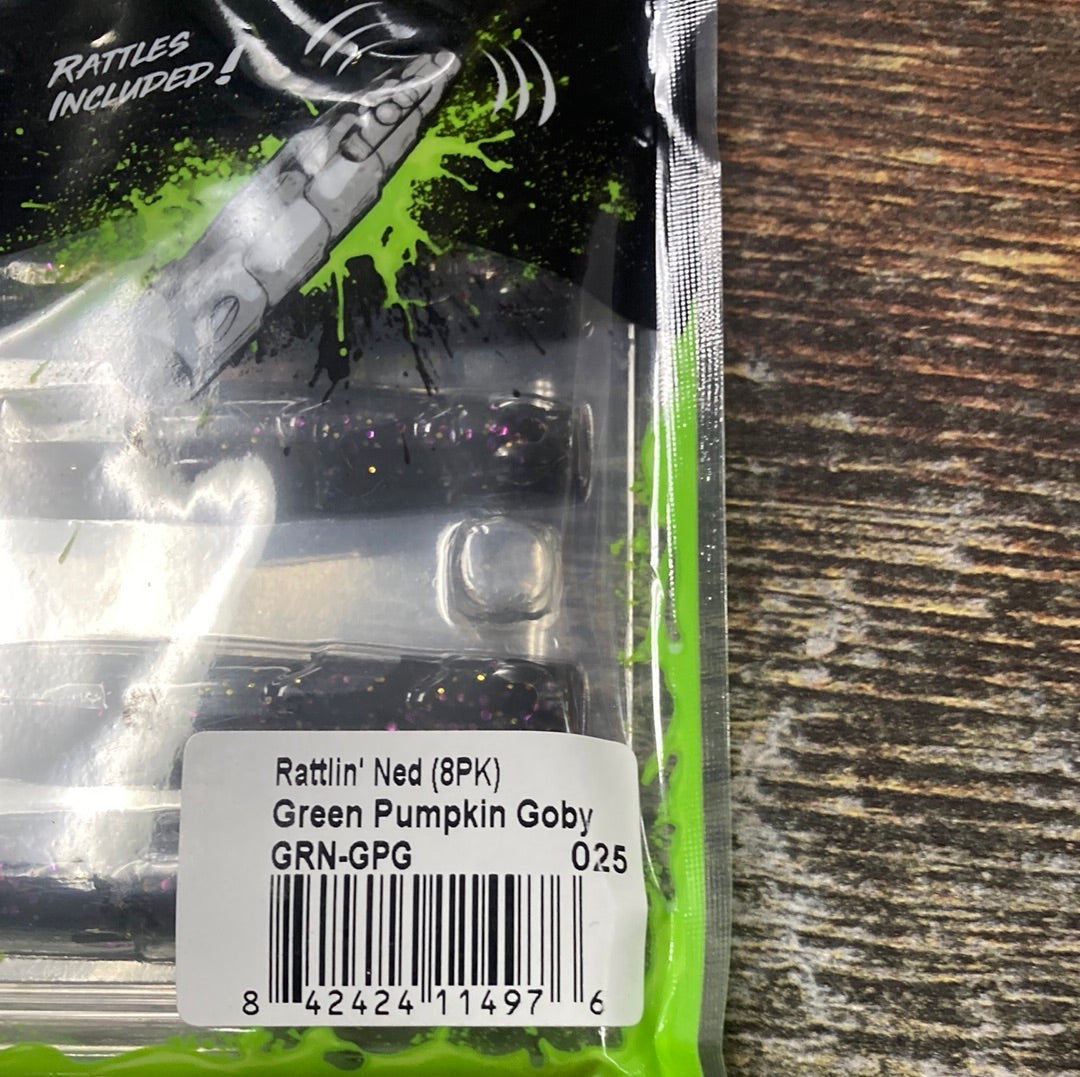 RATTLES
INCLUDED!
Rattlin' Ned (8PK)
Green Pumpkin Goby
GRN-GPG 025
8 42424 11497 6